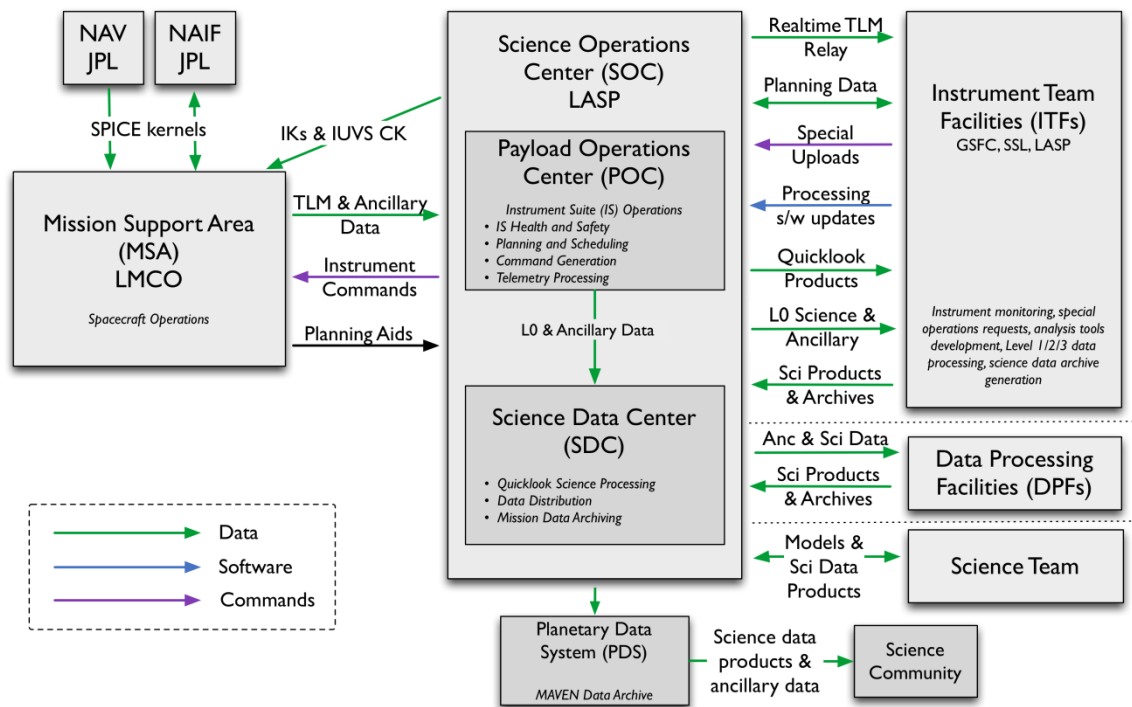 NAV
JPL
NAIF
JPL
SPICE kernels
Mission Support Area
(MSA)
LMCO
Spacecraft Operations
IKs & IUVS CK
TLM & Ancillary
Data
Instrument
Commands
Planning Aids
Science Operations
Center (SOC)
LASP
Payload Operations
Center (POC)
Instrument Suite (IS) Operations
• IS Health and Safety
• Planning and Scheduling
• Command Generation
• Telemetry Processing
L0 & Ancillary Data
Science Data Center
(SDC)
• Quicklook Science Processing
• Data Distribution
• Mission Data Archiving
Realtime TLM
Relay
Planning Data
Special
Uploads
Processing
s/w updates
Quicklook
Products
L0 Science &
Ancillary
Sci Products
& Archives
Instrument Team
Facilities (ITFs)
GSFC, SSL, LASP
Instrument monitoring, special
operations requests, analysis tools
development, Level 1/2/3 data
processing, science data archive
generation
Anc & Sci Data
Sci Products
& Archives
Data Processing
Facilities (DPFs)
Models &
Sci Data
Products
Science Team
Data
Software
Commands
Planetary Data
System (PDS)
MAVEN Data Archive
Science data
products &
ancillary data
Science
Community